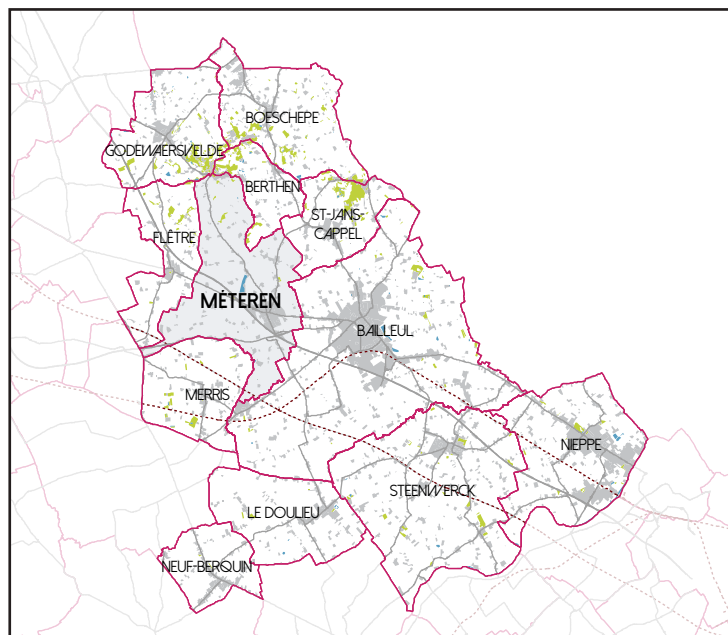 BOESCHEPE
GODEWAERSVELDE
BERTHEN
ST-JANS-
CAPPEL
FLÊTRE
MÉTEREN
BAILLEUL
MERRIS
NIEPPE
STEENWERCK
LE DOULIEU
NEUF-BERQUIN